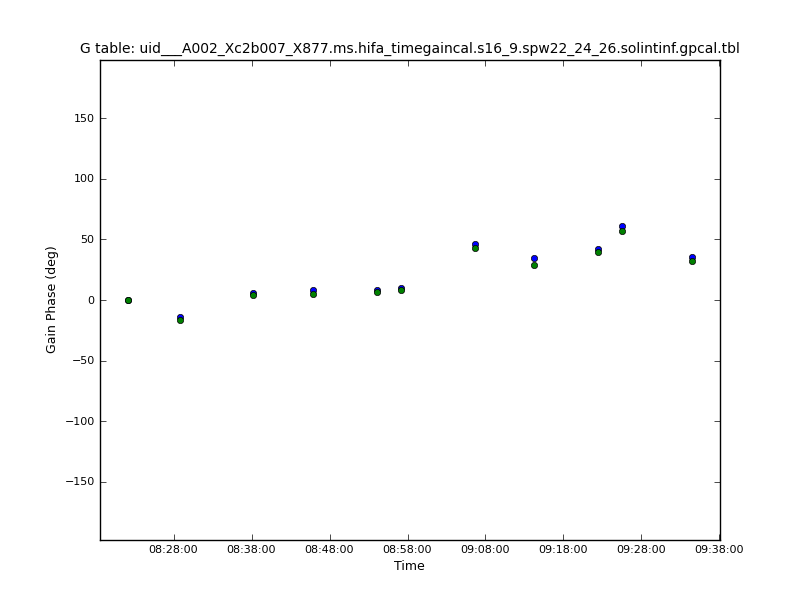 G table: uid___A002_Xc2b007_X877.ms.hifa_timegaincal.s16_9.spw22_24_26.solintinf.gpcal.tbl
150
100
50
0
−50
−100
−150
Gain Phase (deg)
08:28:00 08:38:00 08:48:00 08:58:00 09:08:00 09:18:00 09:28:00 09:38:00
Time